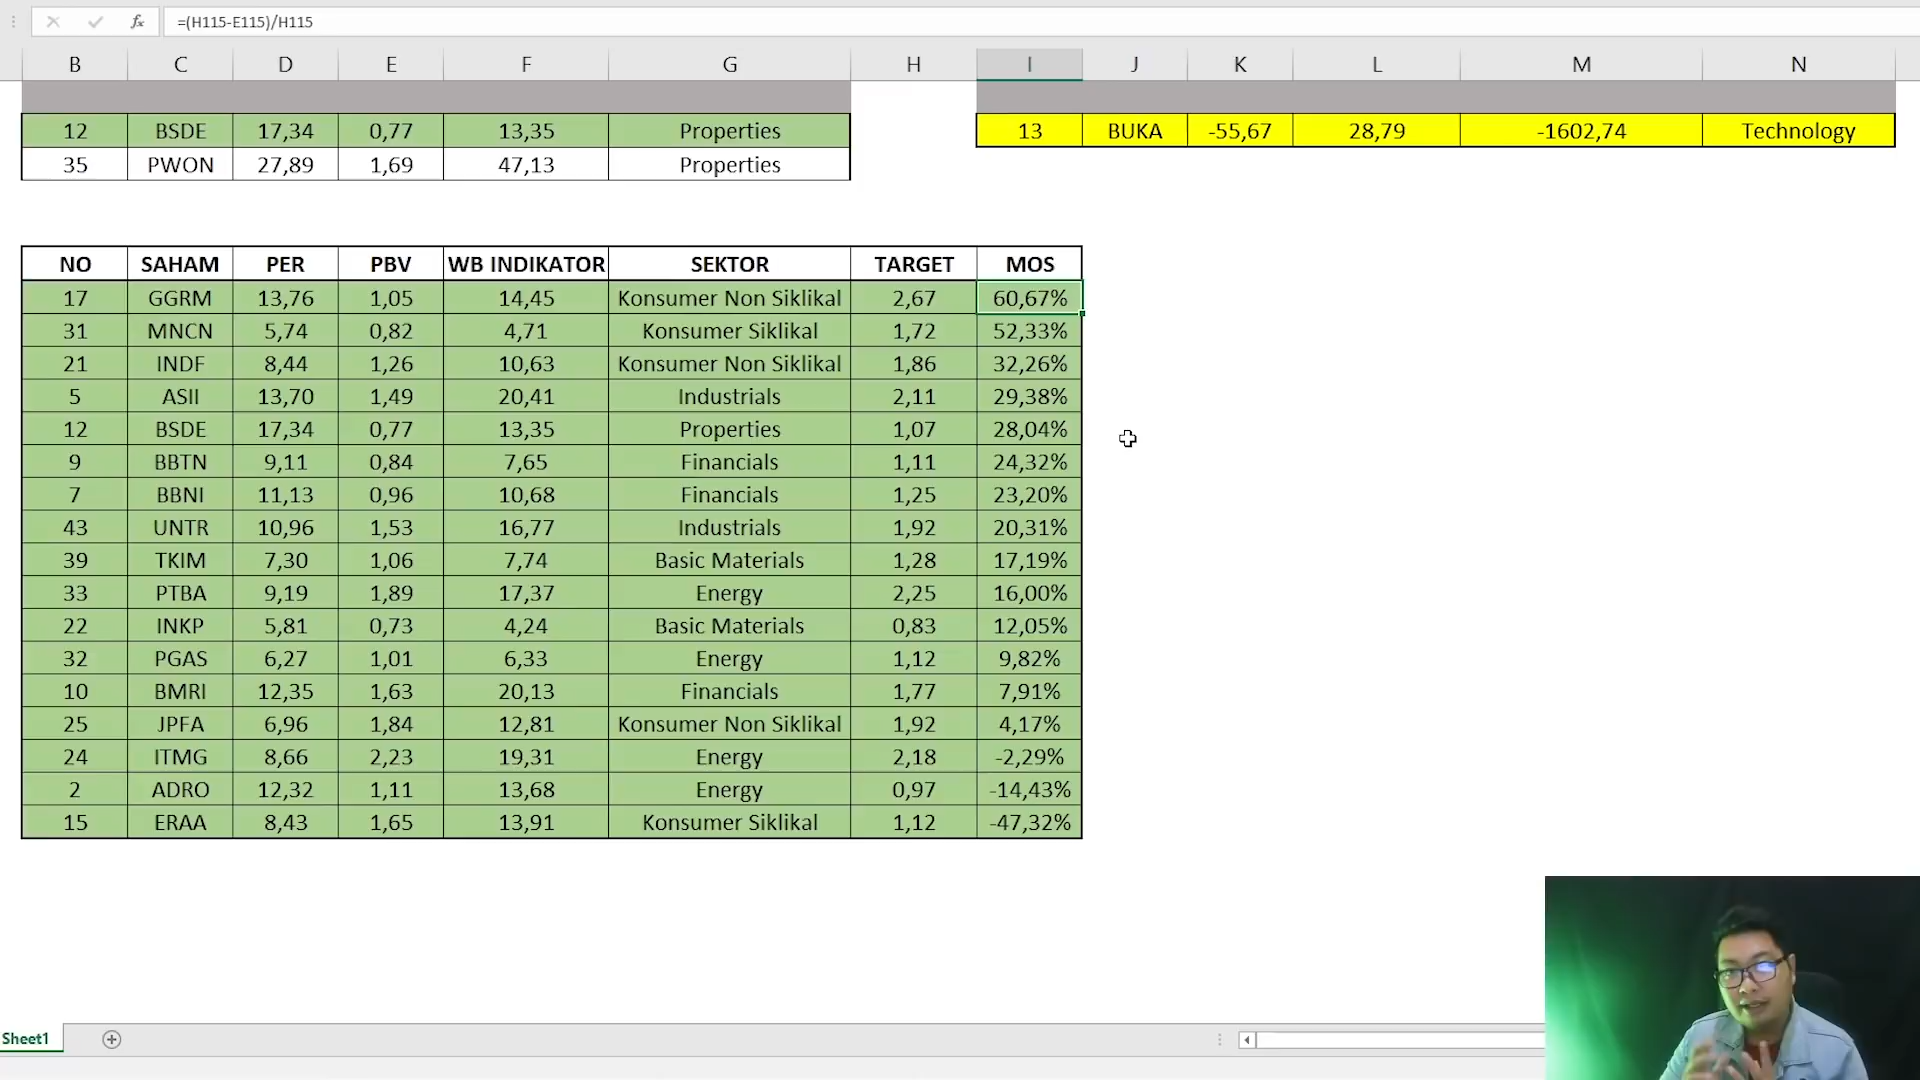 fx =(H115-E115)/H115
B C D E F G H I J K L M N
12 BSDE 17,34 0,77 13,35 Properties 13 BUKA -55,67 28,79 -1602,74 Technology
35 PWON 27,89 1,69 47,13 Properties
NO SAHAM PER PBV WB INDIKATOR SEKTOR TARGET MOS
17 GGRM 13,76 1,05 14,45 Konsumer Non Siklikal 2,67 60,67%
31 MNCN 5,74 0,82 4,71 Konsumer Siklikal 1,72 52,33%
21 INDF 8,44 1,26 10,63 Konsumer Non Siklikal 1,86 32,26%
5 ASII 13,70 1,49 20,41 Industrials 2,11 29,38%
12 BSDE 17,34 0,77 13,35 Properties 1,07 28,04%
9 BBTN 9,11 0,84 7,65 Financials 1,11 24,32%
7 BBNI 11,13 0,96 10,68 Financials 1,25 23,20%
43 UNTR 10,96 1,53 16,77 Industrials 1,92 20,31%
39 TKIM 7,30 1,06 7,74 Basic Materials 1,28 17,19%
33 PTBA 9,19 1,89 17,37 Energy 2,25 16,00%
22 INKP 5,81 0,73 4,24 Basic Materials 0,83 12,05%
32 PGAS 6,27 1,01 6,33 Energy 1,12 9,82%
10 BMRI 12,35 1,63 20,13 Financials 1,77 7,91%
25 JPFA 6,96 1,84 12,81 Konsumer Non Siklikal 1,92 4,17%
24 ITMG 8,66 2,23 19,31 Energy 2,18 -2,29%
2 ADRO 12,32 1,11 13,68 Energy 0,97 -14,43%
15 ERAA 8,43 1,65 13,91 Konsumer Siklikal 1,12 -47,32%
Sheet1